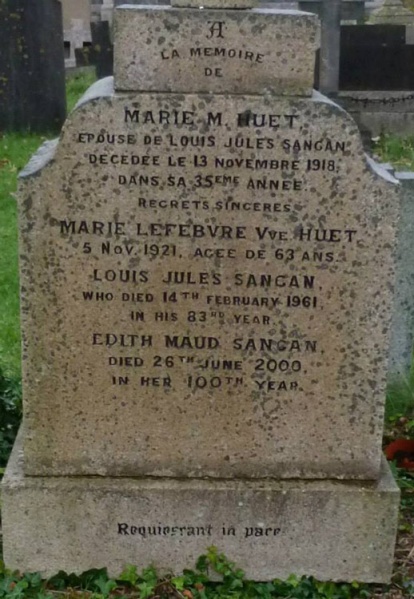 A
LA MEMOIRE
DE
MARIE M. HUET
EPOUSE DE LOUIS JULES SANGAN
DECEDEE LE 13 NOVEMBRE 1918,
DANS SA 35EME ANNEE
REGRETS SINCERES
MARIE LEFEBVRE VVE HUET
5 NOV. 1921, AGEE DE 63 ANS.
LOUIS JULES SANGAN
WHO DIED 14TH FEBRUARY 1961
IN HIS 83RD YEAR.
EDITH MAUD SANGAN,
DIED 26TH JUNE 2000,
IN HER 100TH YEAR.
Requiescant in pace